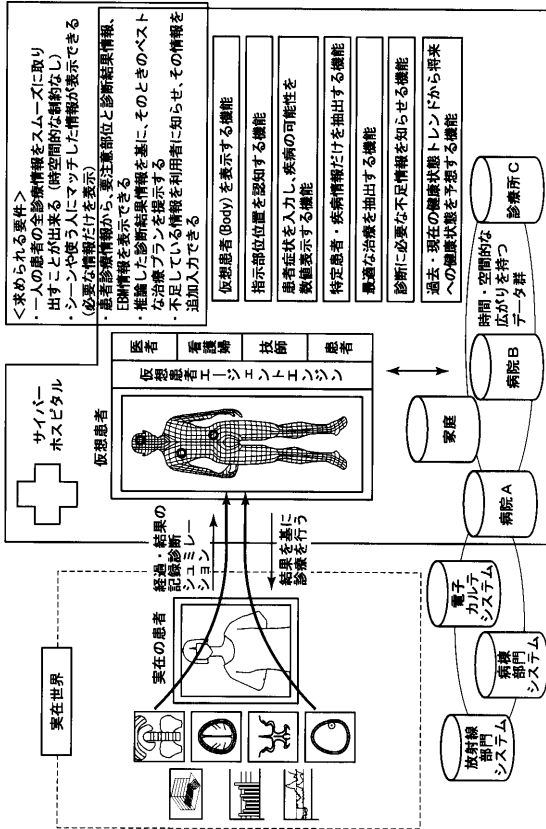 実在世界
実在の患者
経過・結果の
記録診断
シュミレー
ション
結果を基に
診療を行う
サイバー
ホスピタル
仮想患者
仮想患者エージェントエンジン
医者
看護婦
技師
患者
＜求められる要件＞
・一人の患者の全診療情報をスムーズに取り
出すことが出来る（時空間的な制約なし）
・シーンや使う人にマッチした情報が表示できる
（必要な情報だけを表示）
・患者診療情報から、要注意部位と診断結果情報、
EBM情報を表示できる
・推論した診断結果情報を基に、そのときのベスト
な治療プランを提示する
・不足している情報を利用者に知らせ、その情報を
追加入力できる
仮想患者(Body)を表示する機能
指示部位位置を認知する機能
患者症状を入力し、疾病の可能性を
数値表示する機能
特定患者・疾病情報だけを抽出する機能
最適な治療を抽出する機能
診断に必要な不足情報を知らせる機能
過去・現在の健康状態トレンドから将来
への健康状態を予想する機能
放射線
部門
システム
病棟
部門
システム
電子
カルテ
システム
病院A
家庭
病院B
時間・空間的な
広がりを持つ
データ群
診療所C